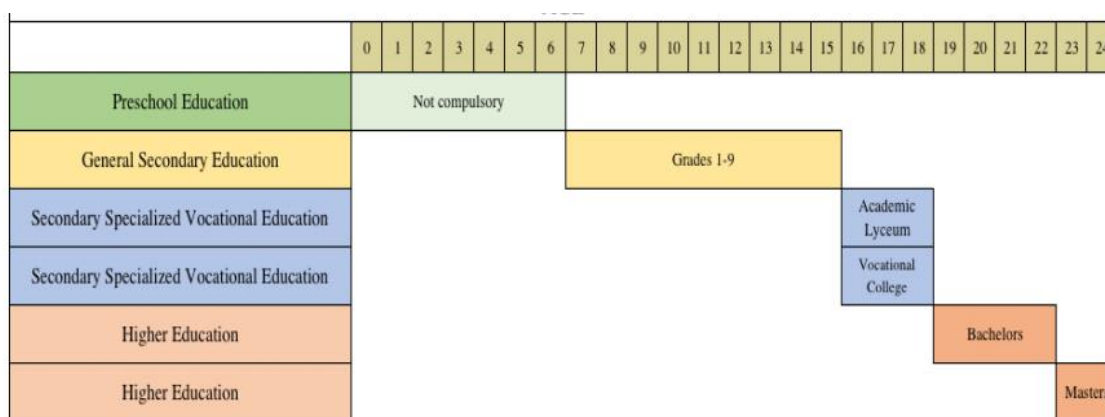 0 1 2 3 4 5 6 7 8 9 10 11 12 13 14 15 16 17 18 19 20 21 22 23
Preschool Education Not compulsory
General Secondary Education Grades 1-9
Secondary Specialized Vocational Education Academic
Lyceum
Secondary Specialized Vocational Education Vocational
College
Higher Education Bachelors
Higher Education